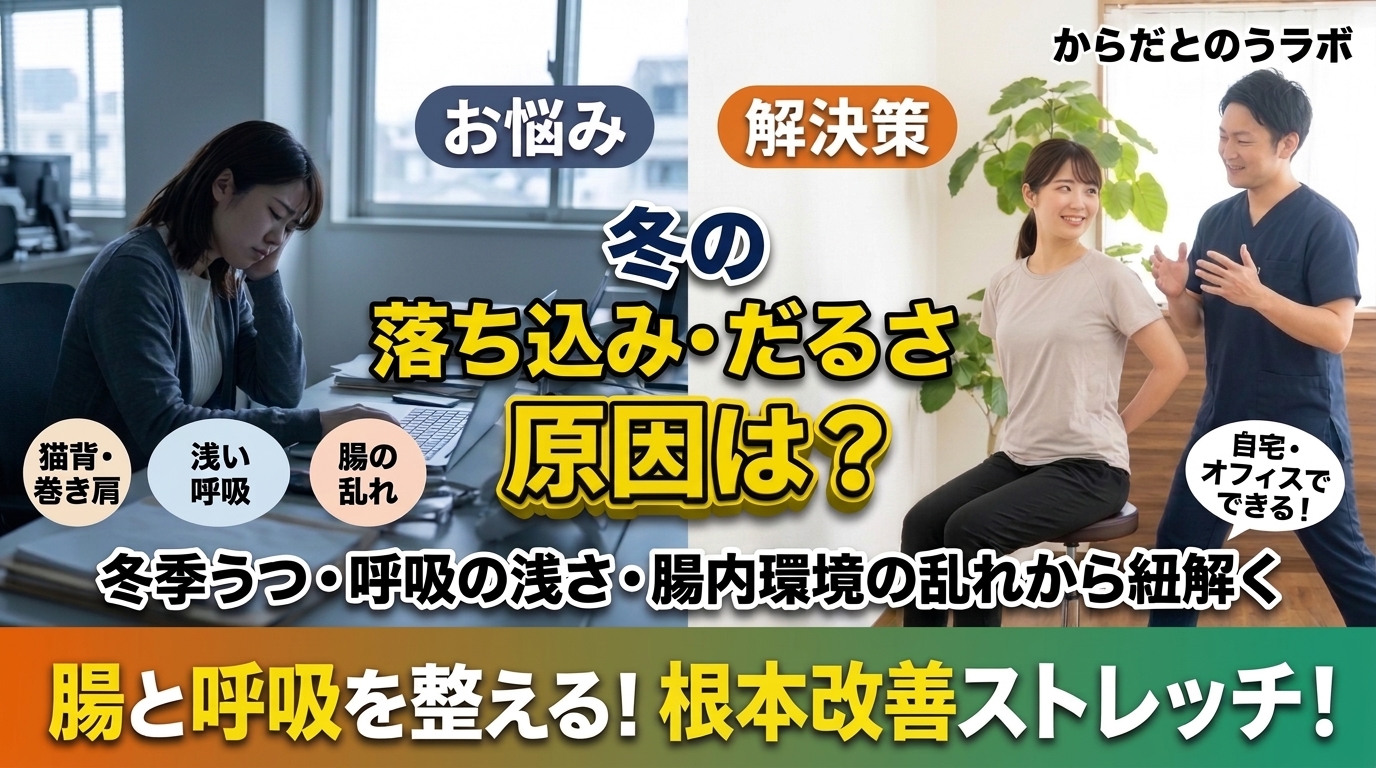 からだとのうラボ
お悩み
解決策
冬の
落ち込み・だるさ
原因は？
猫背・
巻き肩
浅い
呼吸
腸の
乱れ
自宅・
オフィスで
できる！
冬季うつ・呼吸の浅さ・腸内環境の乱れから紐解く
腸と呼吸を整える！根本改善ストレッチ！